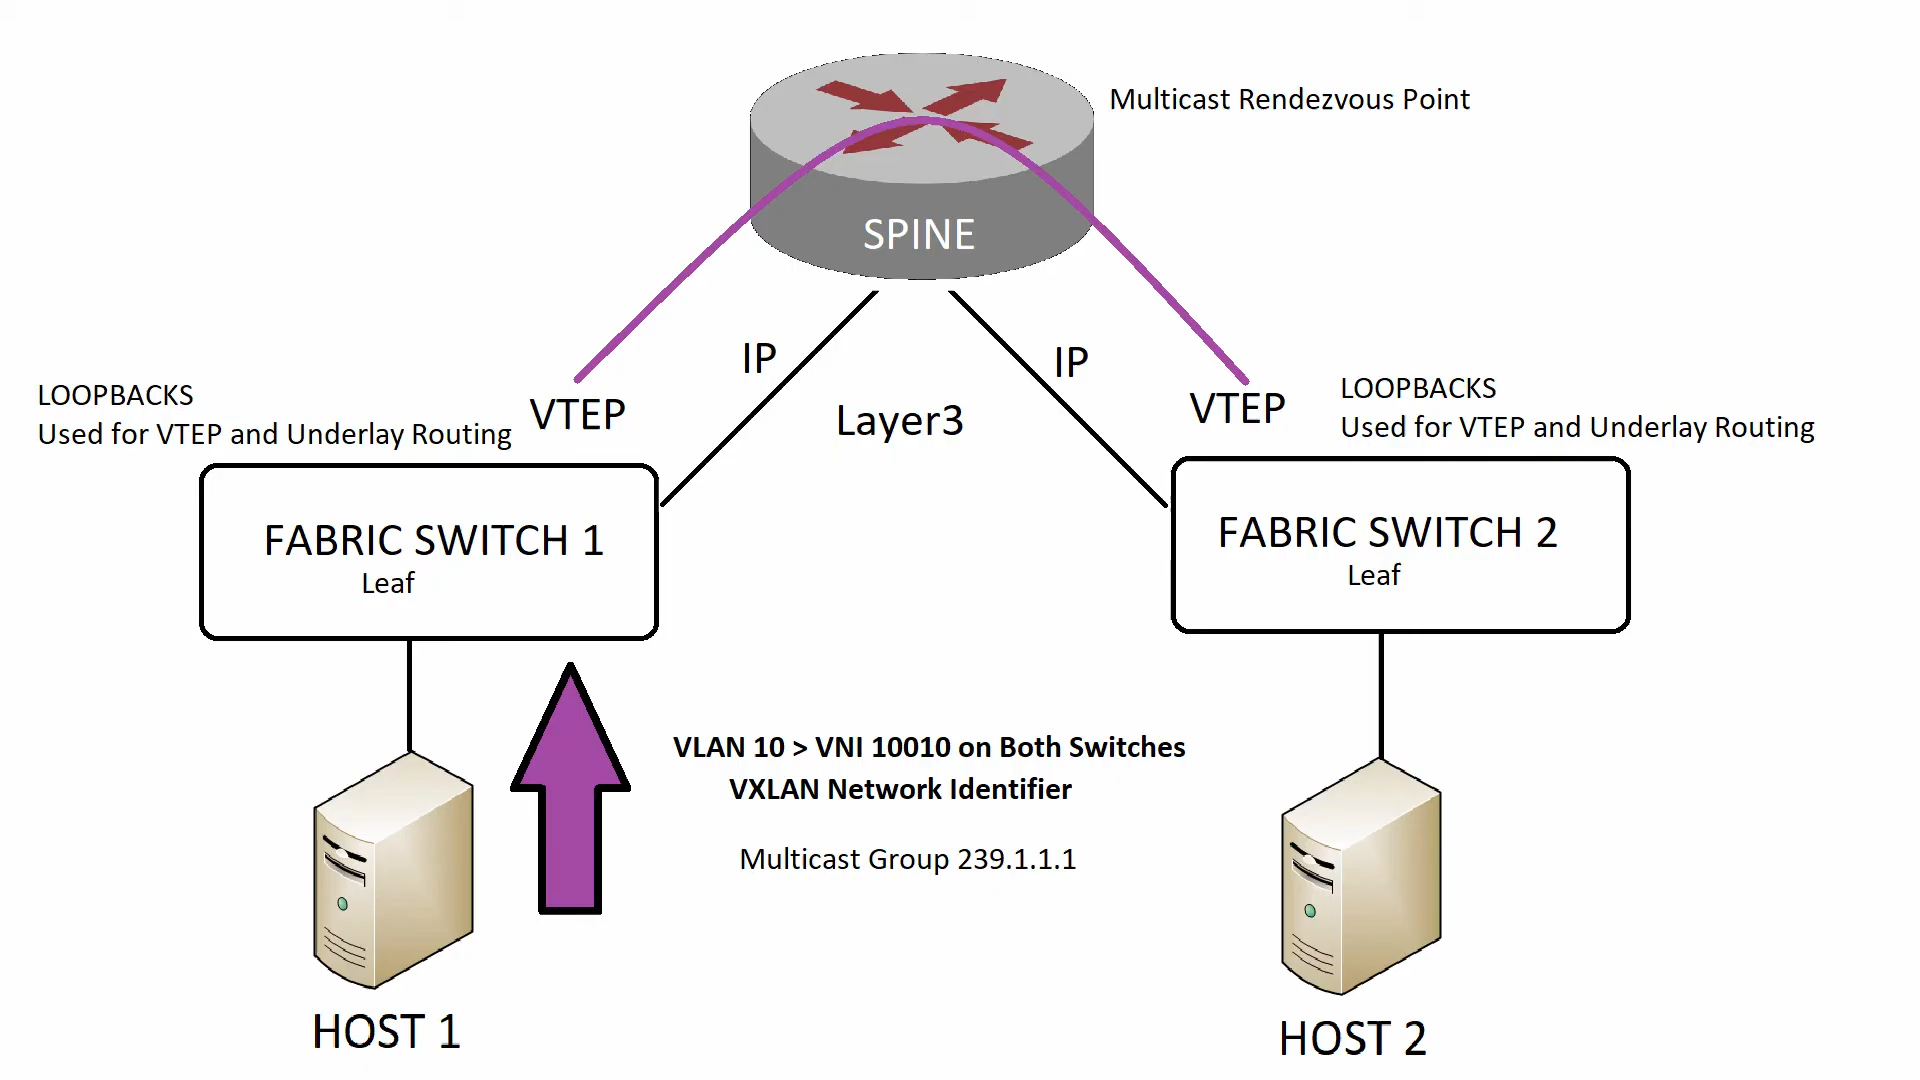 Multicast Rendezvous Point
SPINE
IP
IP
LOOPBACKS
Used for VTEP and Underlay Routing
VTEP
Layer3
VTEP
LOOPBACKS
Used for VTEP and Underlay Routing
FABRIC SWITCH 1
Leaf
FABRIC SWITCH 2
Leaf
VLAN 10 > VNI 10010 on Both Switches
VXLAN Network Identifier
Multicast Group 239.1.1.1
HOST 1
HOST 2